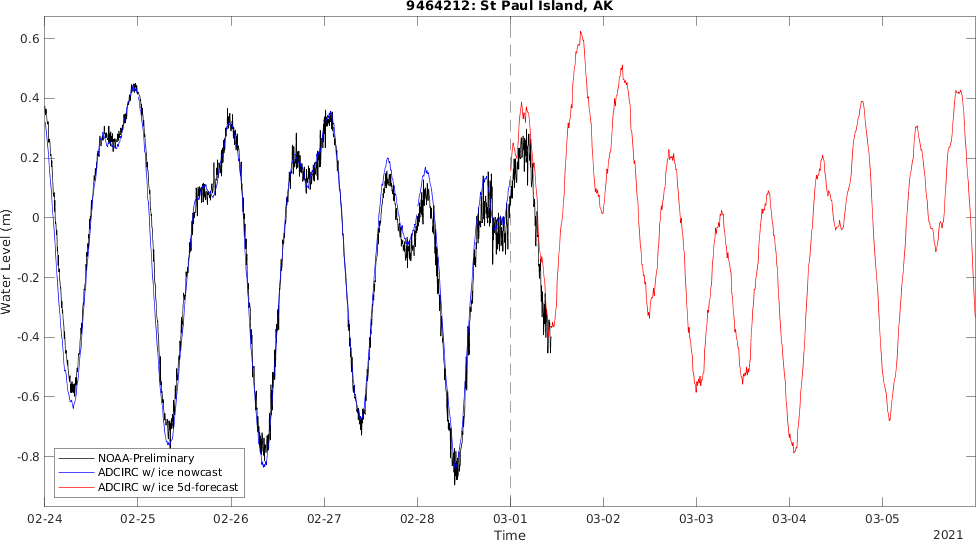 9464212: St Paul Island, AK
0.6
0.4
0.2
0
-0.2
-0.4
-0.6
-0.8
Water Level (m)
NOAA-Preliminary
ADCIRC w/ ice nowcast
ADCIRC w/ ice 5d-forecast
02-24 02-25 02-26 02-27 02-28 03-01 03-02 03-03 03-04 03-05
Time
2021